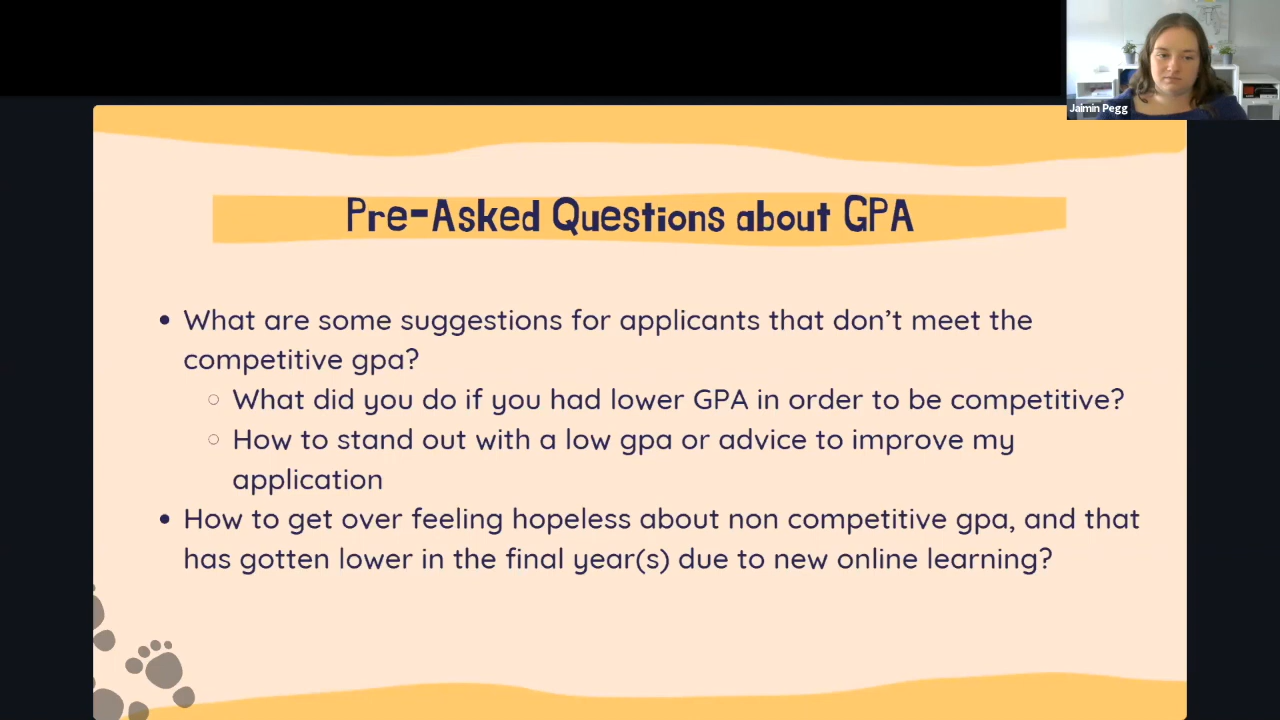 Jaimin Pegg
Pre-Asked Questions about GPA
• What are some suggestions for applicants that don't meet the
competitive gpa?
○ What did you do if you had lower GPA in order to be competitive?
○ How to stand out with a low gpa or advice to improve my
application
• How to get over feeling hopeless about non competitive gpa, and that
has gotten lower in the final year(s) due to new online learning?